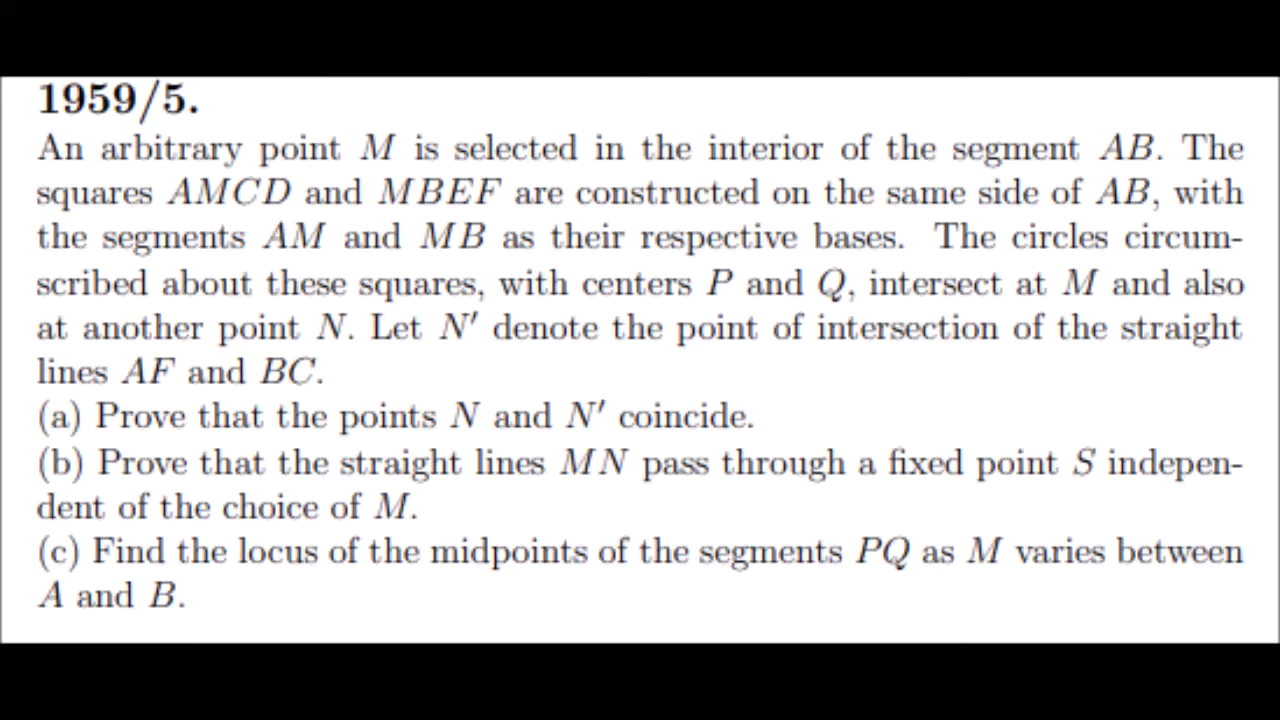 1959/5.
An arbitrary point M is selected in the interior of the segment AB. The
squares AMCD and MBEF are constructed on the same side of AB, with
the segments AM and MB as their respective bases. The circles circum-
scribed about these squares, with centers P and Q, intersect at M and also
at another point N. Let N′ denote the point of intersection of the straight
lines AF and BC.
(a) Prove that the points N and N′ coincide.
(b) Prove that the straight lines MN pass through a fixed point S indepen-
dent of the choice of M.
(c) Find the locus of the midpoints of the segments PQ as M varies between
A and B.